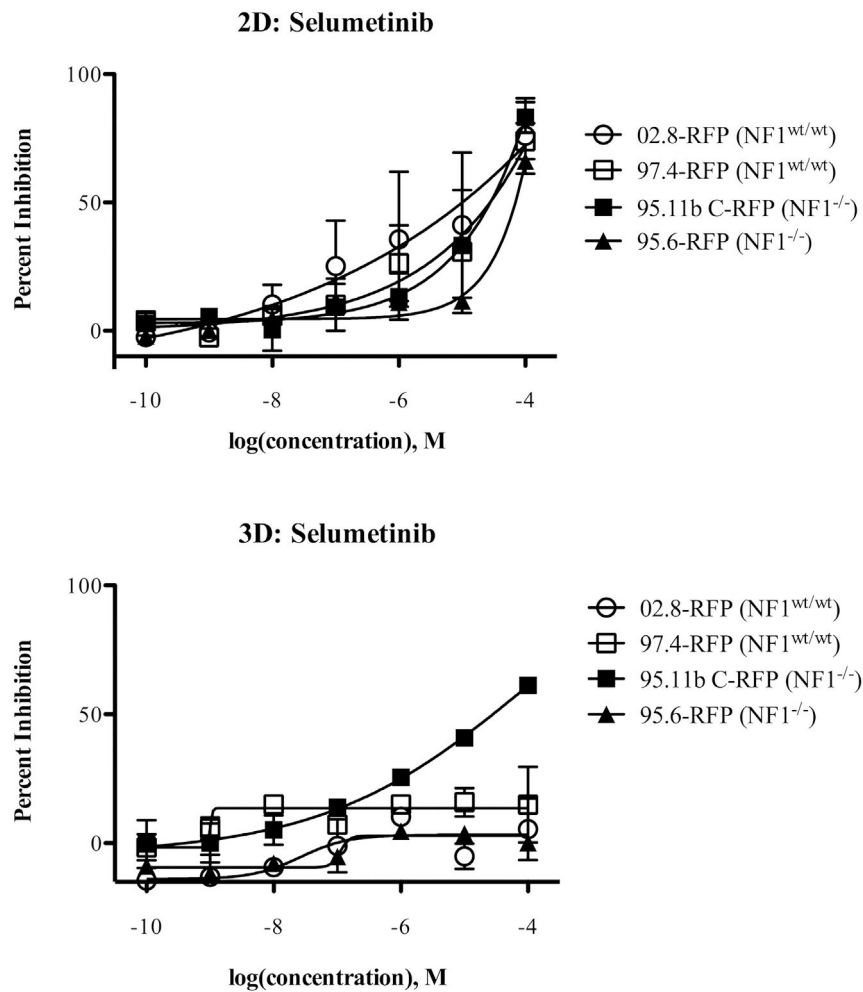 2D: Selumetinib
100
50
0
Percent Inhibition
-10 -8 -6 -4
log(concentration), M
02.8-RFP (NF1wt/wt)
97.4-RFP (NF1wt/wt)
95.11b C-RFP (NF1-/-)
95.6-RFP (NF1-/-)
3D: Selumetinib
100
50
0
Percent Inhibition
-10 -8 -6 -4
log(concentration), M
02.8-RFP (NF1wt/wt)
97.4-RFP (NF1wt/wt)
95.11b C-RFP (NF1-/-)
95.6-RFP (NF1-/-)